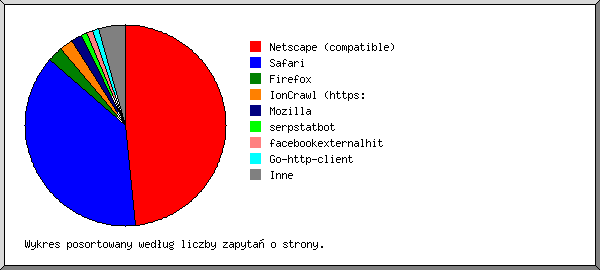 Netscape (compatible)
Safari
Firefox
IonCrawl (https:
Mozilla
serpstatbot
facebookexternalhit
Go-http-client
Inne
Wykres posortowany według liczby zapytań o strony.